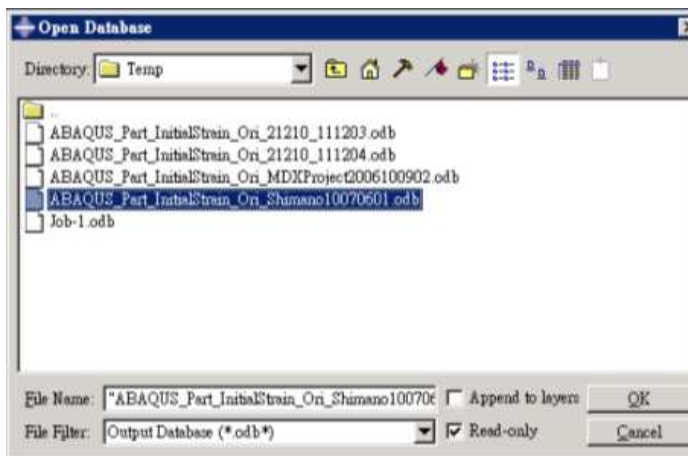 Open Database
Directory: Temp
..
ABAQUS_Part_InitialStrain_Ori_21210_111203.odb
ABAQUS_Part_InitialStrain_Ori_21210_111204.odb
ABAQUS_Part_InitialStrain_Ori_MDXProject2006100902.odb
ABAQUS_Part_InitialStrain_Ori_Shimano10070601.odb
Job-1.odb
File Name: "ABAQUS_Part_InitialStrain_Ori_Shimano100706 Append to layers OK
File Filter: Output Database (*.odb*) Read-only Cancel